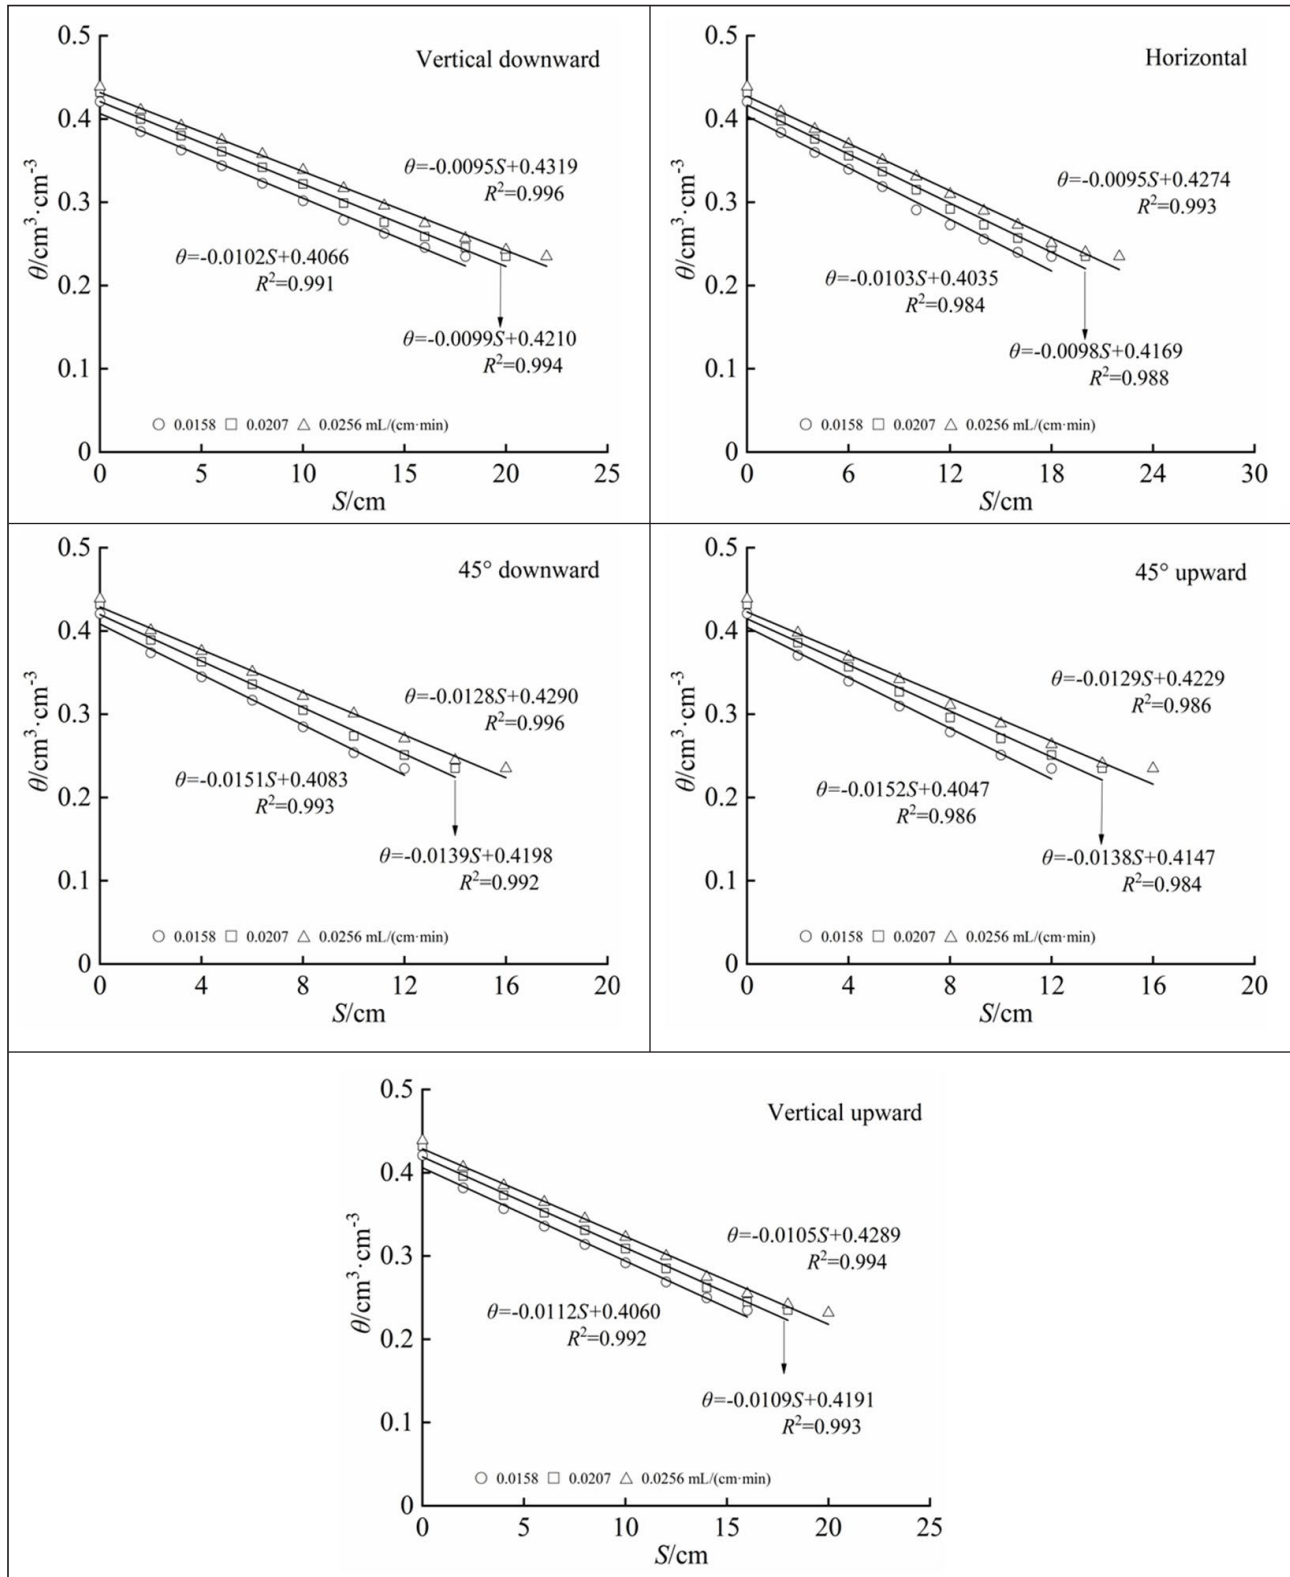 Vertical downward
0.5
0.4
0.3
0.2
0.1
0
θ/cm³·cm⁻³
θ=-0.0095S+0.4319
R²=0.996
θ=-0.0102S+0.4066
R²=0.991
θ=-0.0099S+0.4210
R²=0.994
○ 0.0158 □ 0.0207 △ 0.0256 mL/(cm·min)
0 5 10 15 20 25
S/cm
Horizontal
0.5
0.4
0.3
0.2
0.1
0
θ/cm³·cm⁻³
θ=-0.0095S+0.4274
R²=0.993
θ=-0.0103S+0.4035
R²=0.984
θ=-0.0098S+0.4169
R²=0.988
○ 0.0158 □ 0.0207 △ 0.0256 mL/(cm·min)
0 6 12 18 24 30
S/cm
45° downward
0.5
0.4
0.3
0.2
0.1
0
θ/cm³·cm⁻³
θ=-0.0128S+0.4290
R²=0.996
θ=-0.0151S+0.4083
R²=0.993
θ=-0.0139S+0.4198
R²=0.992
○ 0.0158 □ 0.0207 △ 0.0256 mL/(cm·min)
0 4 8 12 16 20
S/cm
45° upward
0.5
0.4
0.3
0.2
0.1
0
θ/cm³·cm⁻³
θ=-0.0129S+0.4229
R²=0.986
θ=-0.0152S+0.4047
R²=0.986
θ=-0.0138S+0.4147
R²=0.984
○ 0.0158 □ 0.0207 △ 0.0256 mL/(cm·min)
0 4 8 12 16 20
S/cm
Vertical upward
0.5
0.4
0.3
0.2
0.1
0
θ/cm³·cm⁻³
θ=-0.0105S+0.4289
R²=0.994
θ=-0.0112S+0.4060
R²=0.992
θ=-0.0109S+0.4191
R²=0.993
○ 0.0158 □ 0.0207 △ 0.0256 mL/(cm·min)
0 5 10 15 20 25
S/cm